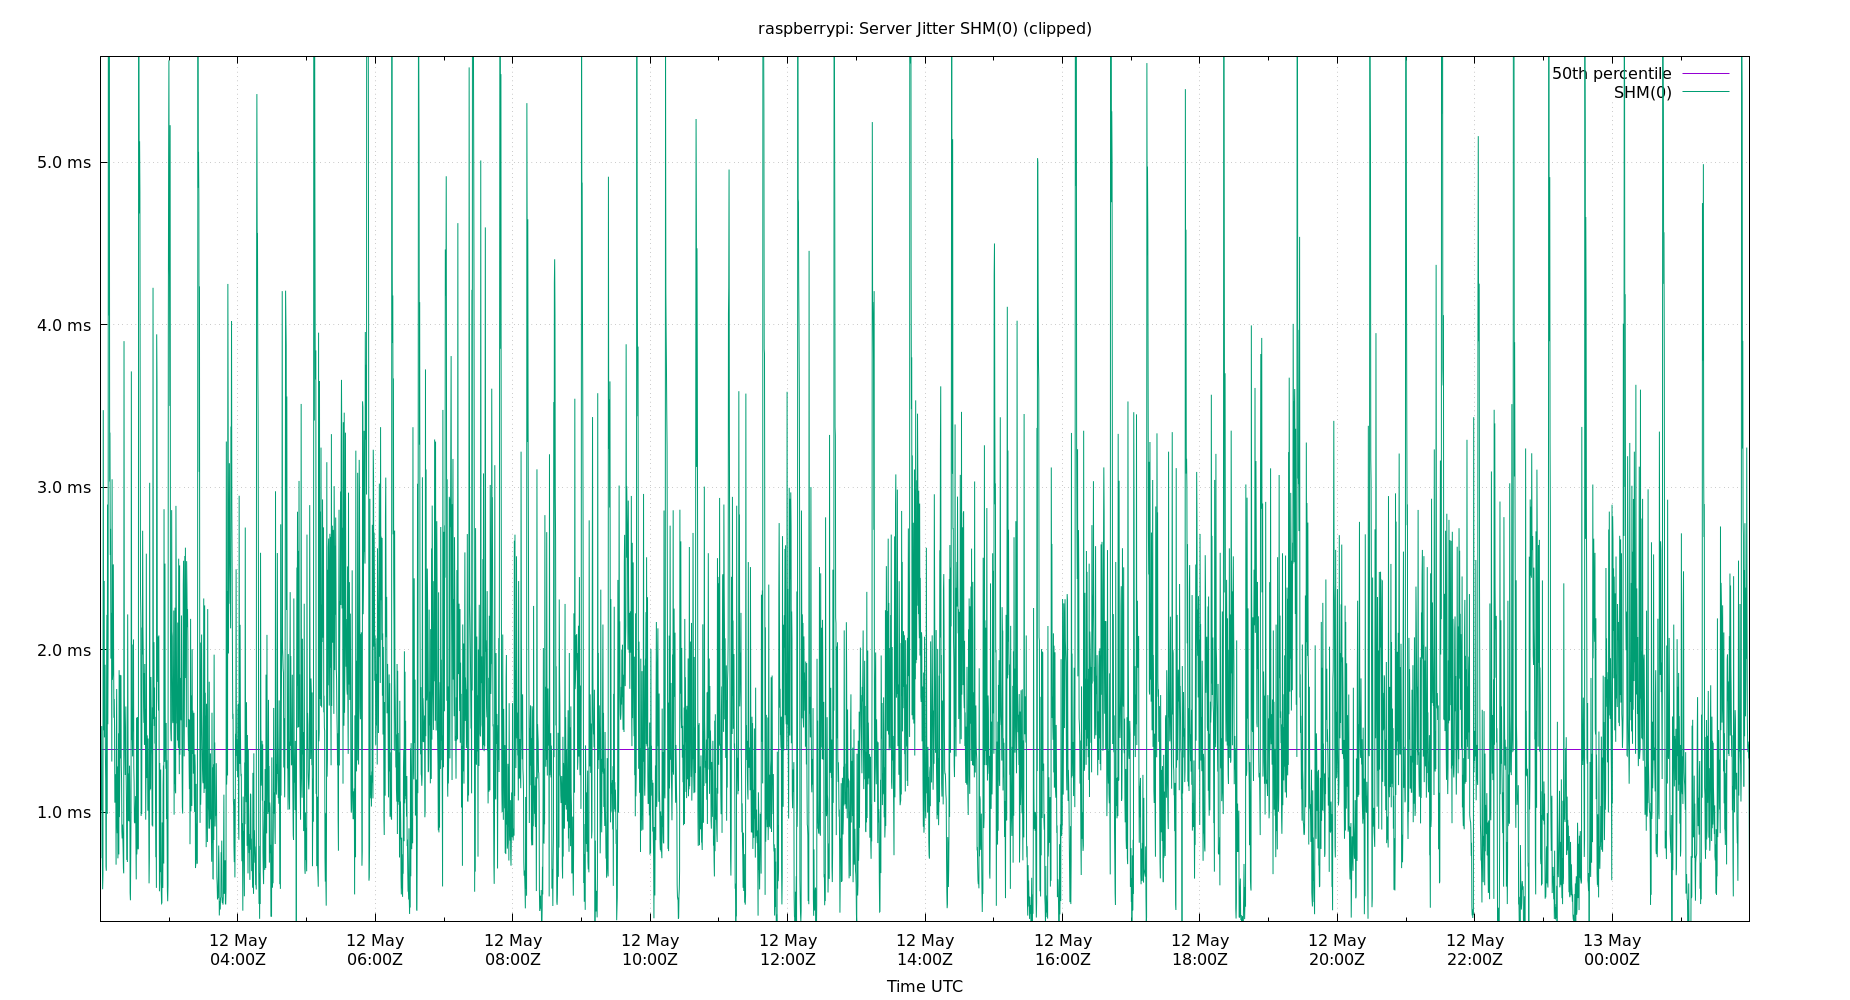 raspberrypi: Server Jitter SHM(0) (clipped)
50th percentile
SHM(0)
5.0 ms
4.0 ms
3.0 ms
2.0 ms
1.0 ms
12 May 12 May 12 May 12 May 12 May 12 May 12 May 12 May 12 May 12 May 13 May
04:00Z 06:00Z 08:00Z 10:00Z 12:00Z 14:00Z 16:00Z 18:00Z 20:00Z 22:00Z 00:00Z
Time UTC